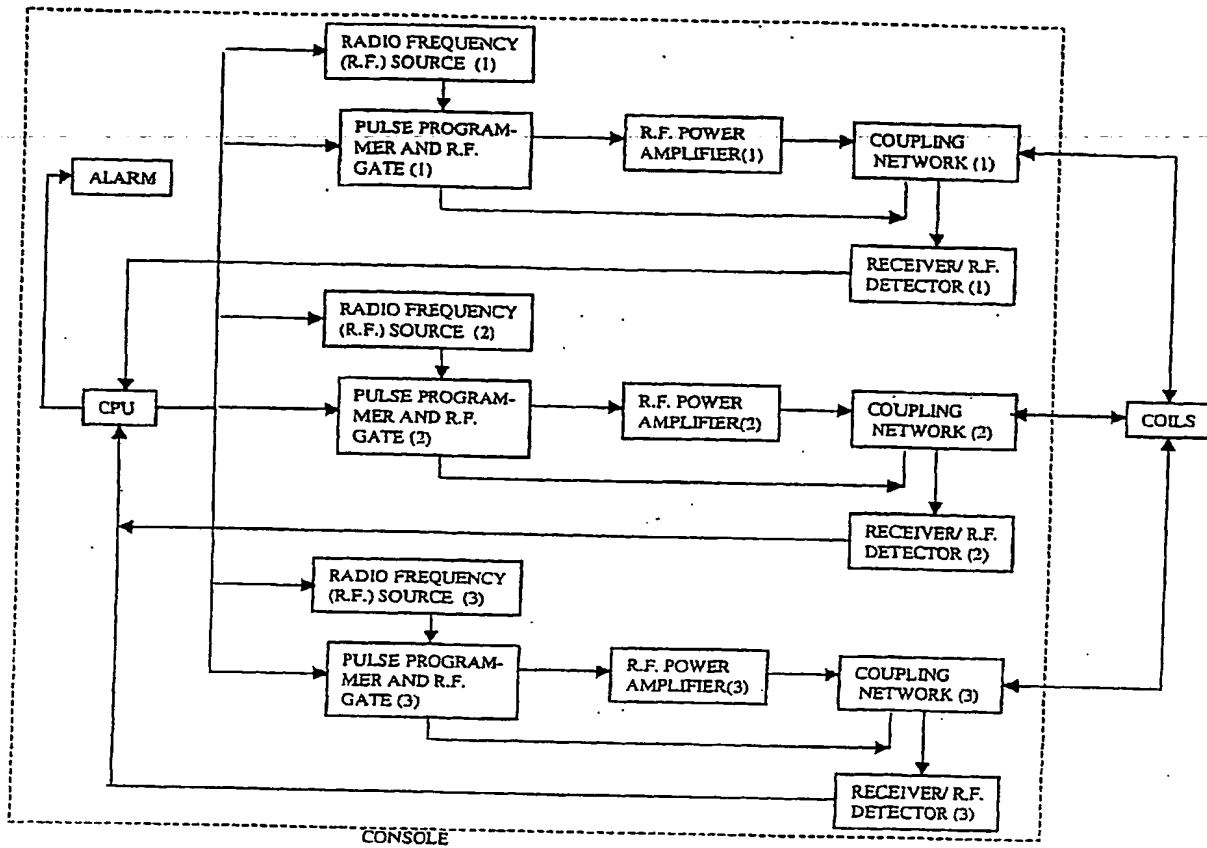 RADIO FREQUENCY
(R.F.) SOURCE (1)
PULSE PROGRAM-
MER AND R.F.
GATE (1)
R.F. POWER
AMPLIFIER(1)
COUPLING
NETWORK (1)
ALARM
RECEIVER/ R.F.
DETECTOR (1)
RADIO FREQUENCY
(R.F.) SOURCE (2)
CPU
PULSE PROGRAM-
MER AND R.F.
GATE (2)
R.F. POWER
AMPLIFIER(2)
COUPLING
NETWORK (2)
COILS
RECEIVER/ R.F.
DETECTOR (2)
RADIO FREQUENCY
(R.F.) SOURCE (3)
PULSE PROGRAM-
MER AND R.F.
GATE (3)
R.F. POWER
AMPLIFIER(3)
COUPLING
NETWORK (3)
RECEIVER/ R.F.
DETECTOR (3)
CONSOLE